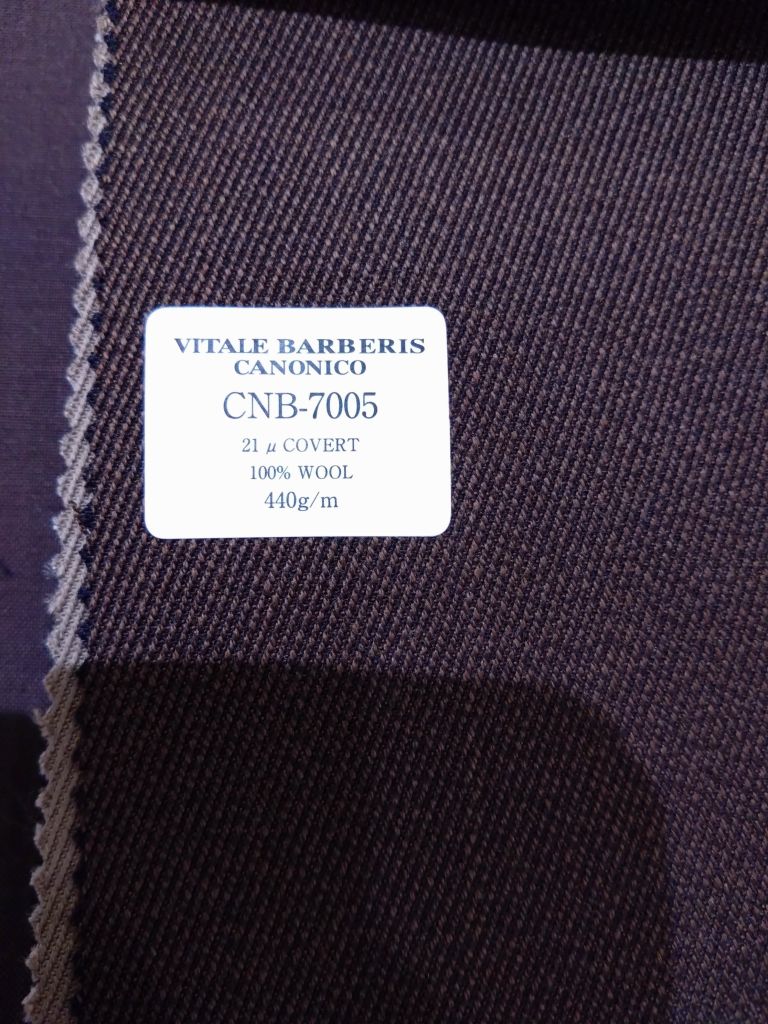 VITALE BARBERIS
CANONICO
CNB-7005
21 μ COVERT
100% WOOL
440g/m